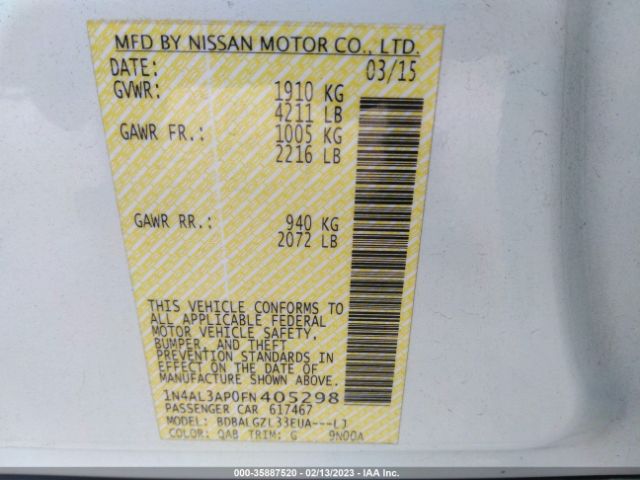 MFD BY NISSAN MOTOR CO., LTD.
DATE: 03/15
GVWR: 1910 KG
4211 LB
GAWR FR.: 1005 KG
2216 LB
GAWR RR.: 940 KG
2072 LB
THIS VEHICLE CONFORMS TO
ALL APPLICABLE FEDERAL
MOTOR VEHICLE SAFETY,
BUMPER, AND THEFT
PREVENTION STANDARDS IN
EFFECT ON THE DATE OF
MANUFACTURE SHOWN ABOVE.
1N4AL3AP0FN405298
PASSENGER CAR 617467
MODEL: BDBALGZL33EUA---LJ
COLOR: QAB TRIM: G 9N00A
000-35887520 — 02/13/2023 — IAA Inc.